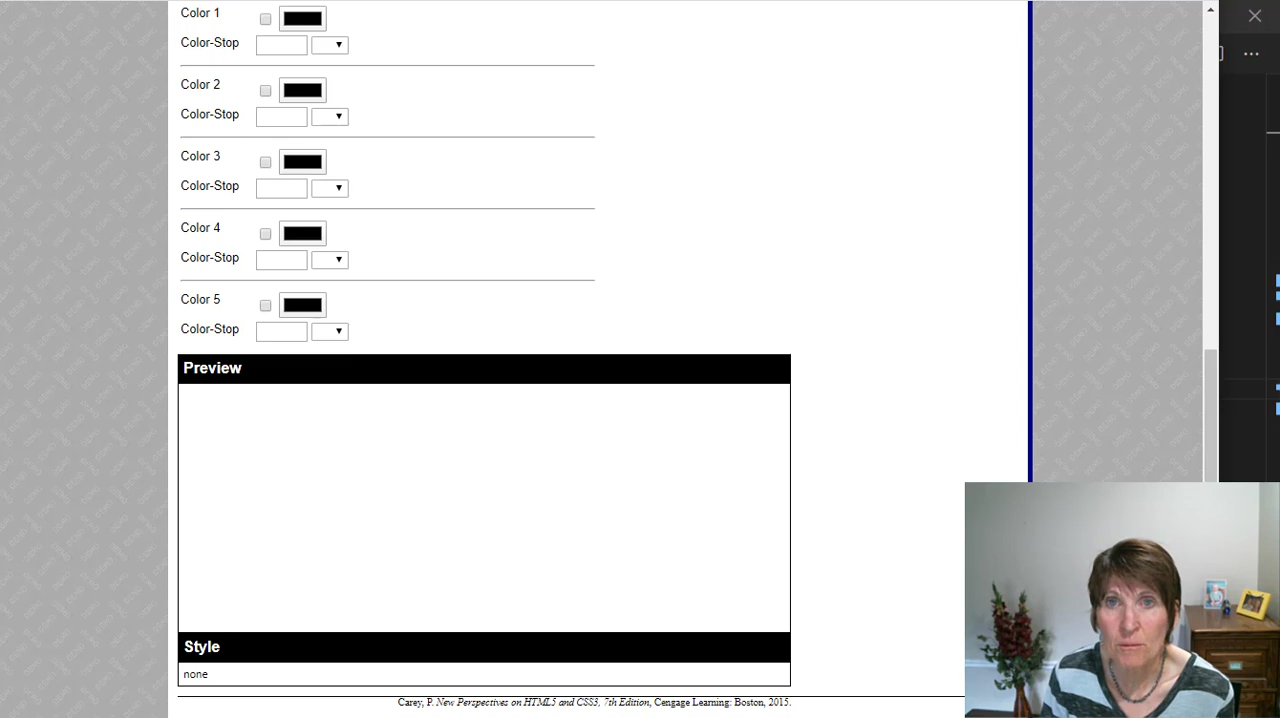 Color 1
Color-Stop
Color 2
Color-Stop
Color 3
Color-Stop
Color 4
Color-Stop
Color 5
Color-Stop
Preview
Style
none
Carey, P. New Perspectives on HTML5 and CSS3, 7th Edition, Cengage Learning: Boston, 2015.